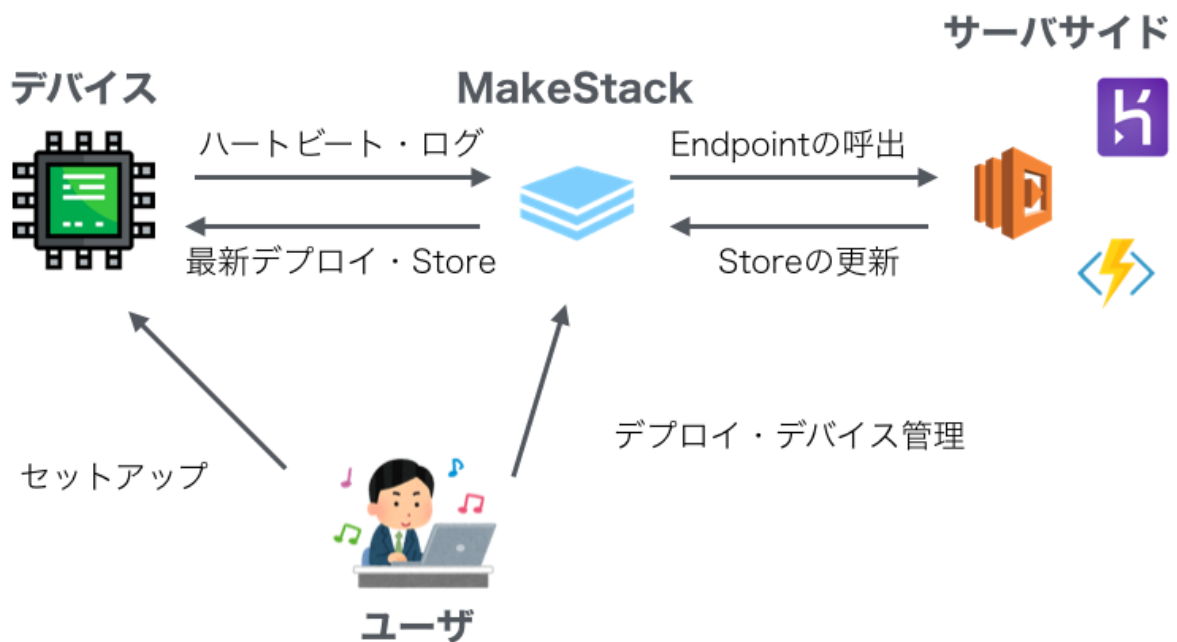 サーバサイド
デバイス
MakeStack
ハートビート・ログ
Endpointの呼出
最新デプロイ・Store
Storeの更新
デプロイ・デバイス管理
セットアップ
ユーザ